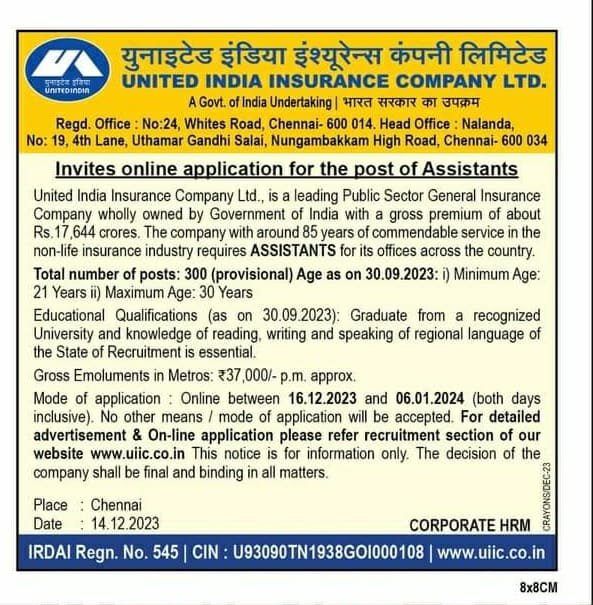 युनाइटेड इंडिया इंश्यूरेन्स कंपनी लिमिटेड
युनाइटेड इंडिया
UNITED INDIA
UNITED INDIA INSURANCE COMPANY LTD.
A Govt. of India Undertaking | भारत सरकार का उपक्रम
Regd. Office : No:24, Whites Road, Chennai- 600 014. Head Office : Nalanda,
No: 19, 4th Lane, Uthamar Gandhi Salai, Nungambakkam High Road, Chennai- 600 034
Invites online application for the post of Assistants
United India Insurance Company Ltd., is a leading Public Sector General Insurance
Company wholly owned by Government of India with a gross premium of about
Rs.17,644 crores. The company with around 85 years of commendable service in the
non-life insurance industry requires ASSISTANTS for its offices across the country.
Total number of posts: 300 (provisional) Age as on 30.09.2023: i) Minimum Age:
21 Years ii) Maximum Age: 30 Years
Educational Qualifications (as on 30.09.2023): Graduate from a recognized
University and knowledge of reading, writing and speaking of regional language of
the State of Recruitment is essential.
Gross Emoluments in Metros: ₹37,000/- p.m. approx.
Mode of application : Online between 16.12.2023 and 06.01.2024 (both days
inclusive). No other means / mode of application will be accepted. For detailed
advertisement & On-line application please refer recruitment section of our
website www.uiic.co.in This notice is for information only. The decision of the
company shall be final and binding in all matters.
Place : Chennai
Date : 14.12.2023
CORPORATE HRM
CRAYONS/DEC-23
IRDAI Regn. No. 545 | CIN : U93090TN1938GOI000108 | www.uiic.co.in
8x8CM